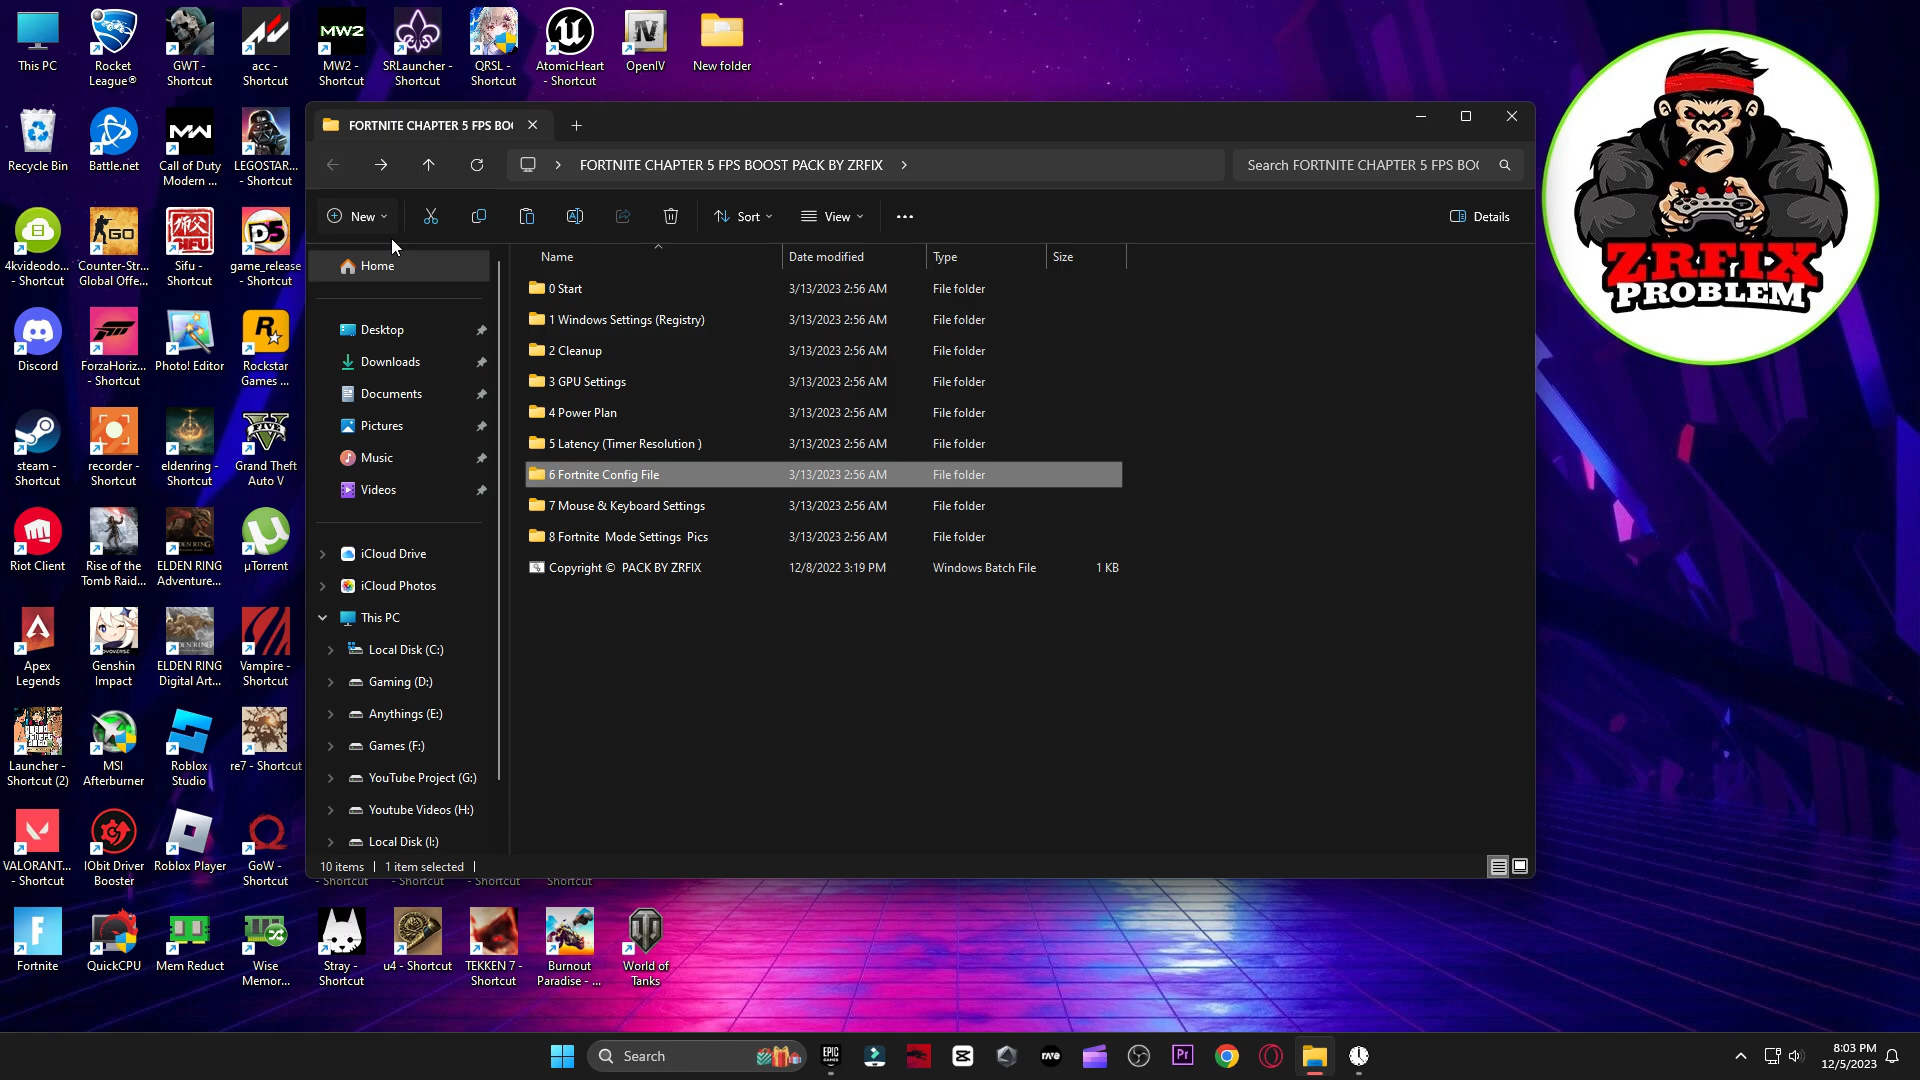 This PC
Rocket
League®
GWT -
Shortcut
acc -
Shortcut
MW2
MW2 -
Shortcut
SRLauncher -
Shortcut
QRSL -
Shortcut
AtomicHeart
- Shortcut
OpenIV
New folder
Recycle Bin
Battle.net
Call of Duty
Modern ...
LEGOSTAR...
- Shortcut
4kvideodo...
- Shortcut
GO
Counter-Str...
Global Offe...
SIFU
Sifu -
Shortcut
D5
game_release
- Shortcut
Discord
ForzaHoriz...
- Shortcut
Photo! Editor
Rockstar
Games ...
steam -
Shortcut
recorder -
Shortcut
eldenring -
Shortcut
Grand Theft
Auto V
Riot Client
Rise of the
Tomb Raid...
ELDEN RING
Adventure...
µTorrent
Apex
Legends
Genshin
Impact
ELDEN RING
Digital Art...
Vampire -
Shortcut
Launcher -
Shortcut (2)
MSI
Afterburner
Roblox
Studio
re7 - Shortcut
VALORANT...
- Shortcut
IObit Driver
Booster
Roblox Player
GoW -
Shortcut
- Shortcut
- Shortcut
- Shortcut
Shortcut
Fortnite
QuickCPU
Mem Reduct
Wise
Memor...
Stray -
Shortcut
u4 - Shortcut
TEKKEN 7 -
Shortcut
Burnout
Paradise - ...
World of
Tanks
FORTNITE CHAPTER 5 FPS BO
FORTNITE CHAPTER 5 FPS BOOST PACK BY ZRFIX
Search FORTNITE CHAPTER 5 FPS BO
New
Sort
View
Details
Home
Desktop
Downloads
Documents
Pictures
Music
Videos
iCloud Drive
iCloud Photos
This PC
Local Disk (C:)
Gaming (D:)
Anythings (E:)
Games (F:)
YouTube Project (G:)
Youtube Videos (H:)
Local Disk (I:)
Name Date modified Type Size
0 Start 3/13/2023 2:56 AM File folder
1 Windows Settings (Registry) 3/13/2023 2:56 AM File folder
2 Cleanup 3/13/2023 2:56 AM File folder
3 GPU Settings 3/13/2023 2:56 AM File folder
4 Power Plan 3/13/2023 2:56 AM File folder
5 Latency (Timer Resolution ) 3/13/2023 2:56 AM File folder
6 Fortnite Config File 3/13/2023 2:56 AM File folder
7 Mouse & Keyboard Settings 3/13/2023 2:56 AM File folder
8 Fortnite Mode Settings Pics 3/13/2023 2:56 AM File folder
Copyright © PACK BY ZRFIX 12/8/2022 3:19 PM Windows Batch File 1 KB
10 items
1 item selected
ZRFIX
PROBLEM
Search
EPIC
GAMES
Pr
8:03 PM
12/5/2023